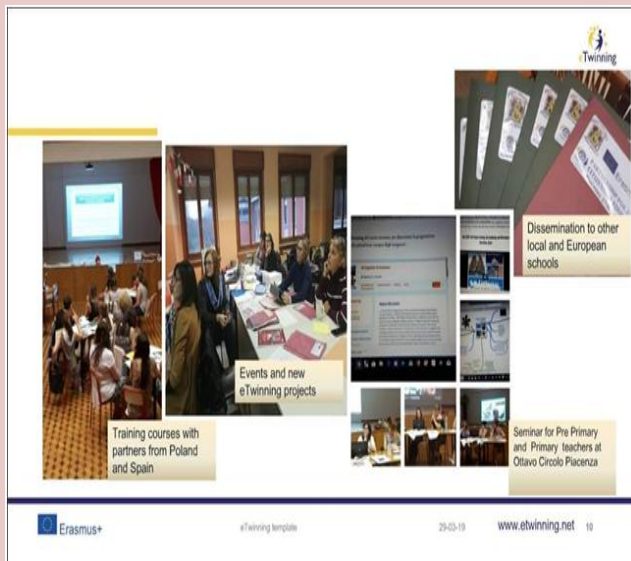 eTwinning
Dissemination to other
local and European
schools
Events and new
eTwinning projects
Training courses with
partners from Poland
and Spain
Seminar for Pre Primary
and Primary teachers at
Ottavo Circolo Piacenza
Erasmus+
eTwinning template
29-03-19
www.etwinning.net
10